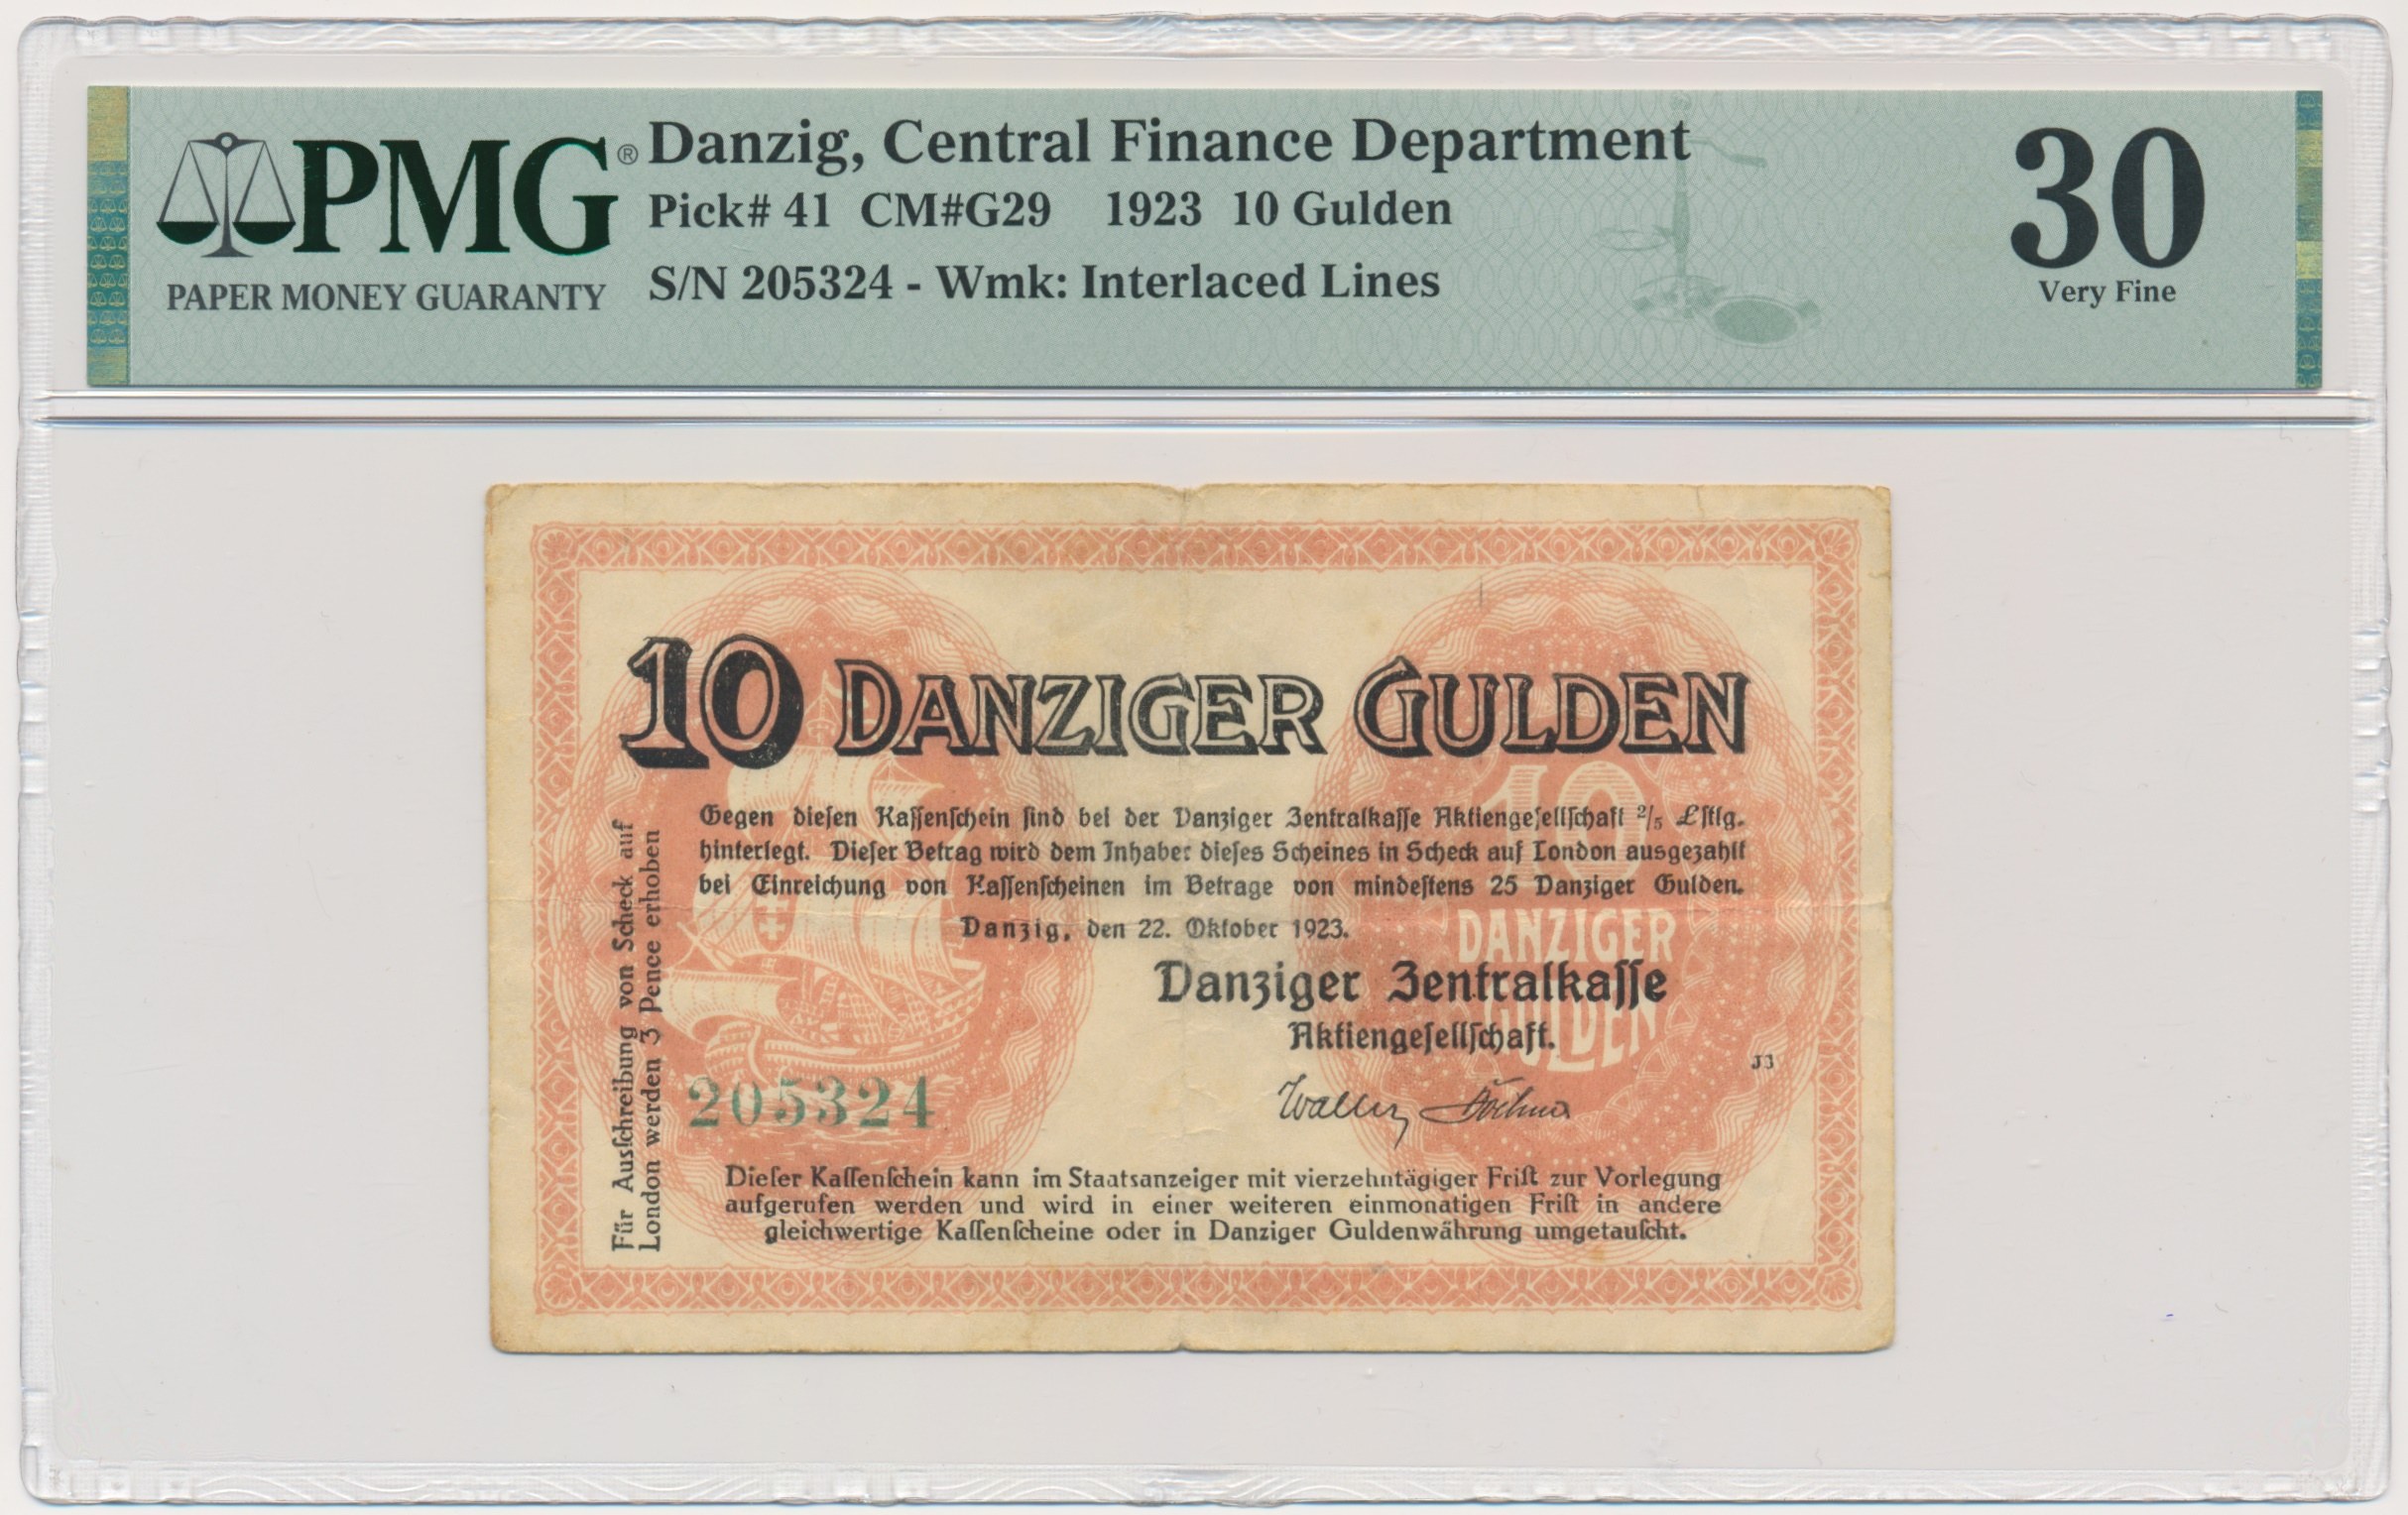 PMG®
PAPER MONEY GUARANTY
Danzig, Central Finance Department
Pick# 41 CM#G29 1923 10 Gulden
S/N 205324 - Wmk: Interlaced Lines
30
Very Fine
10 DANZIGER GULDEN
Gegen dieſen Kaſſenſchein ſind bei der Danziger Zentralkaſſe Aktiengeſellſchaft 2/5 £ſtlg.
hinterlegt. Dieſer Betrag wird dem Inhaber dieſes Scheines in Scheck auf London ausgezahlt
bei Einreichung von Kaſſenſcheinen im Betrage von mindeſtens 25 Danziger Gulden.
Danzig, den 22. Oktober 1923.
Danziger Zentralkaſſe
Aktiengeſellſchaft.
10
DANZIGER
GULDEN
JJ
205324
Für Ausſchreibung von Scheck auf
London werden 3 Pence erhoben
Dieſer Kaſſenſchein kann im Staatsanzeiger mit vierzehntägiger Friſt zur Vorlegung
aufgerufen werden und wird in einer weiteren einmonatigen Friſt in andere
gleichwertige Kaſſenſcheine oder in Danziger Guldenwährung umgetauſcht.